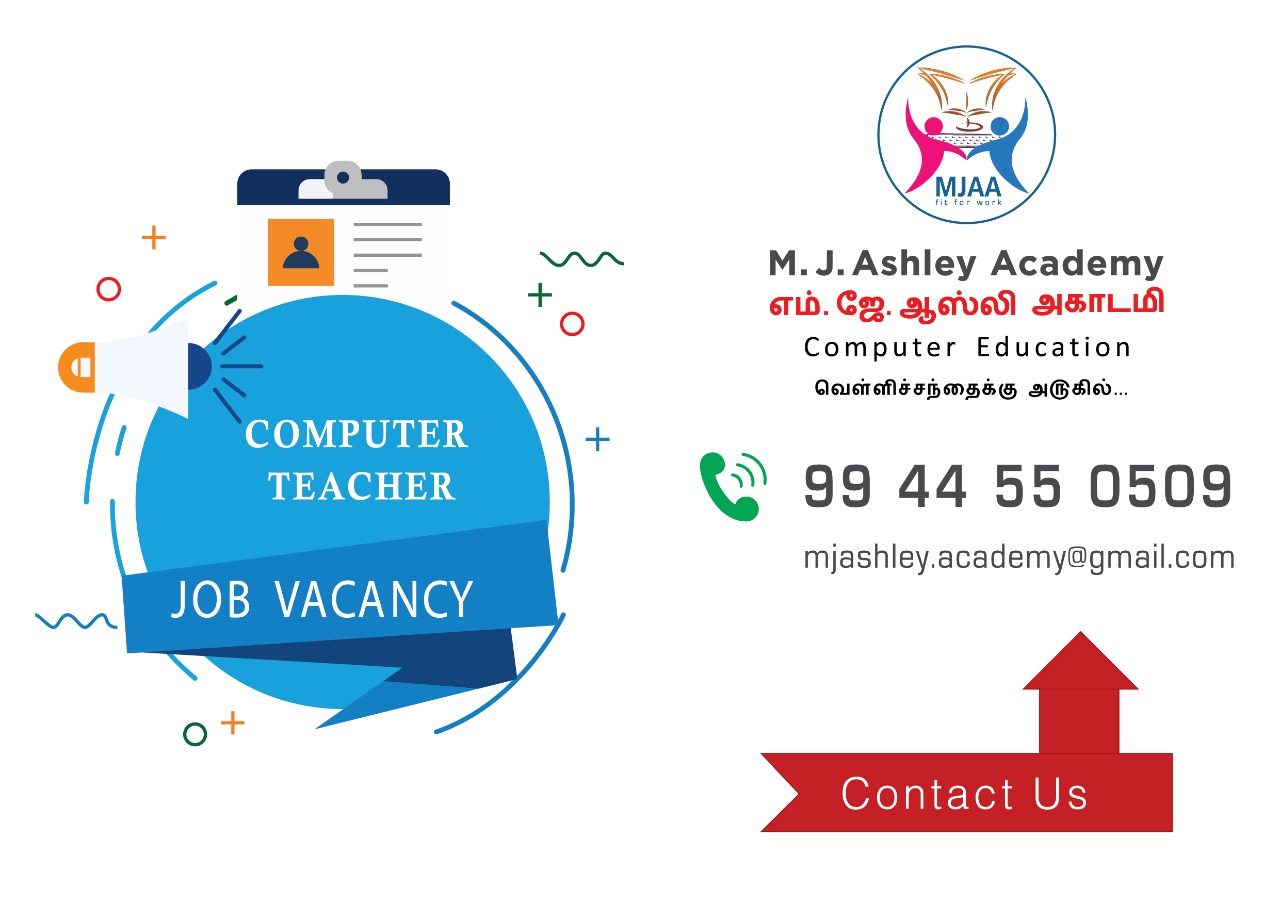 COMPUTER
TEACHER
JOB VACANCY
MJAA
fit for work
M. J. Ashley Academy
எம். ஜே. ஆஸ்லி அகாடமி
Computer Education
வெள்ளிச்சந்தைக்கு அருகில்...
99 44 55 0509
mjashley.academy@gmail.com
Contact Us